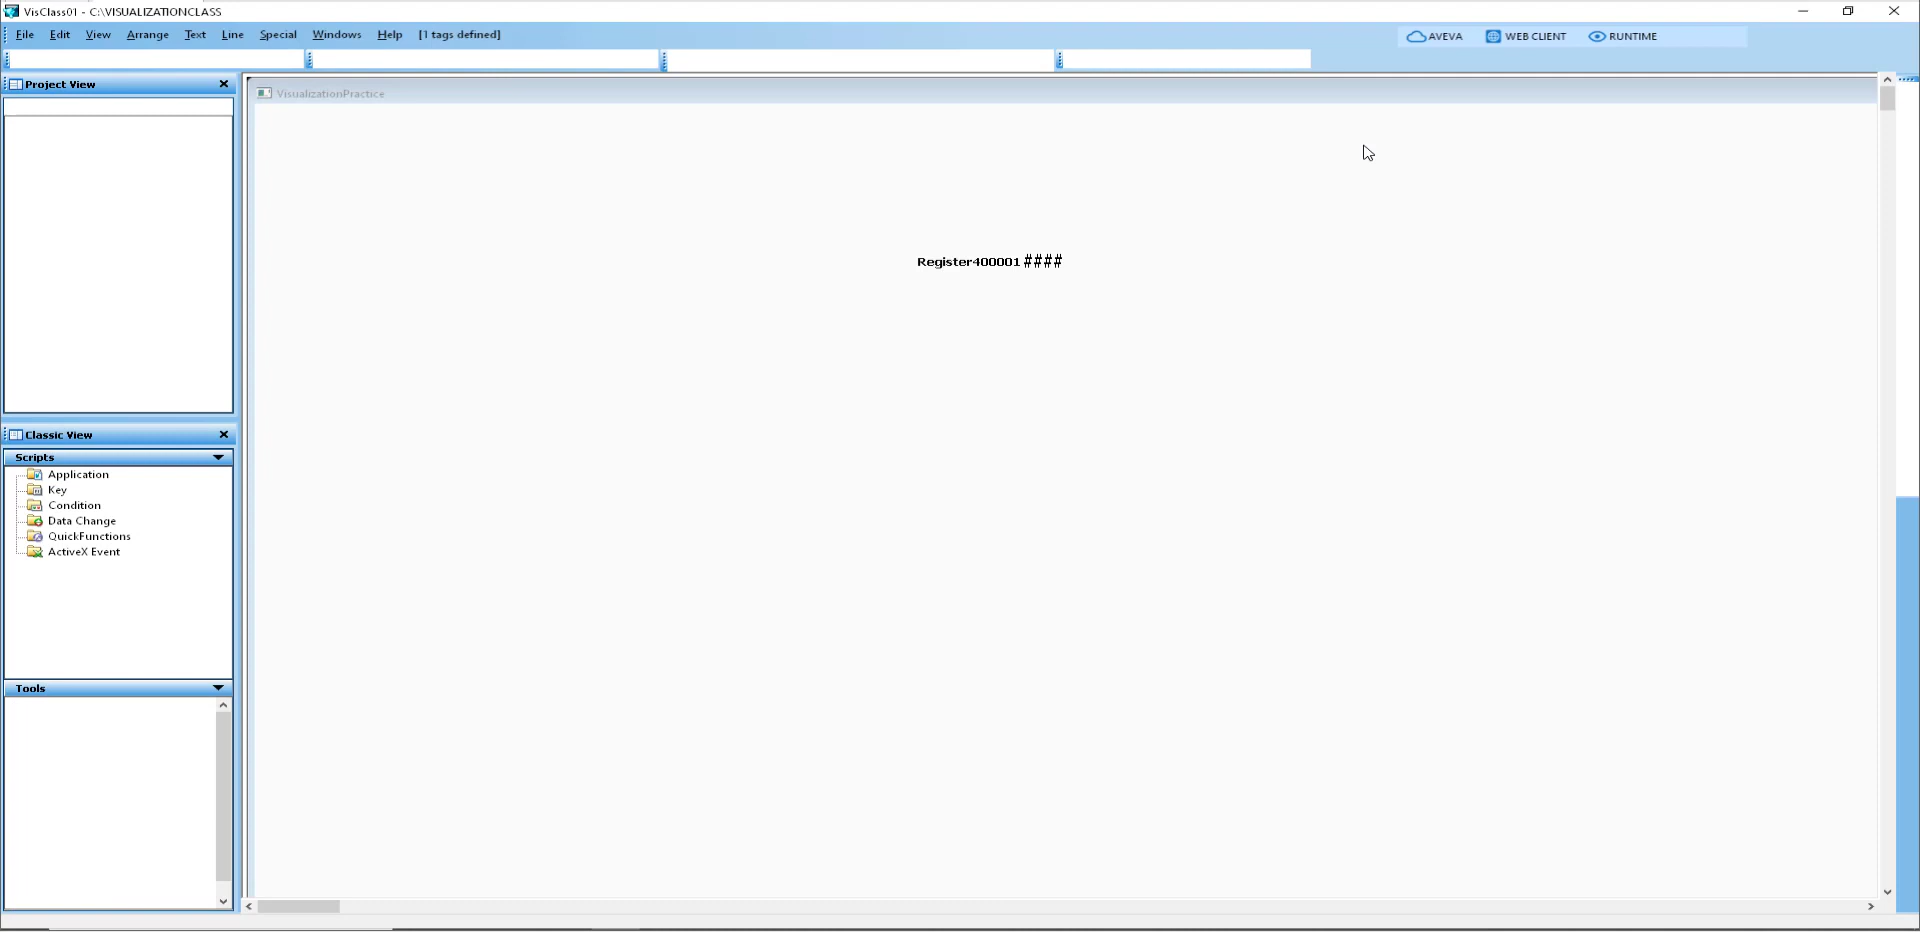 VisClass01 - C:\VISUALIZATIONCLASS
File Edit View Arrange Text Line Special Windows Help [1 tags defined]
AVEVA WEB CLIENT RUNTIME
Project View
VisualizationPractice
Register400001 ####
Classic View
Scripts
Application
Key
Condition
Data Change
QuickFunctions
ActiveX Event
Tools